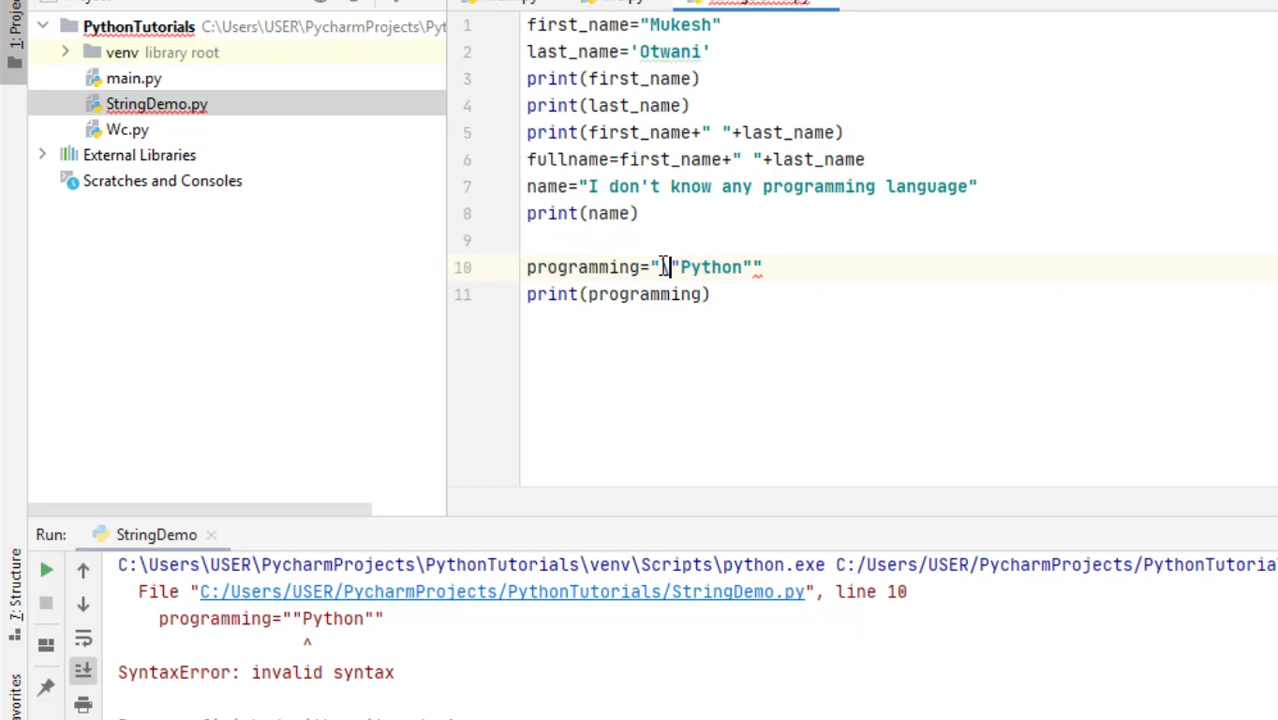 1: Project
PythonTutorials C:\Users\USER\PycharmProjects\Pyt
venv library root
main.py
StringDemo.py
Wc.py
External Libraries
Scratches and Consoles
1 first_name="Mukesh"
2 last_name='Otwani'
3 print(first_name)
4 print(last_name)
5 print(first_name+" "+last_name)
6 fullname=first_name+" "+last_name
7 name="I don't know any programming language"
8 print(name)
9
10 programming="\"Python""
11 print(programming)
Run: StringDemo
C:\Users\USER\PycharmProjects\PythonTutorials\venv\Scripts\python.exe C:/Users/USER/PycharmProjects/PythonTutoria
File "C:/Users/USER/PycharmProjects/PythonTutorials/StringDemo.py", line 10
programming=""Python""
^
SyntaxError: invalid syntax
7: Structure